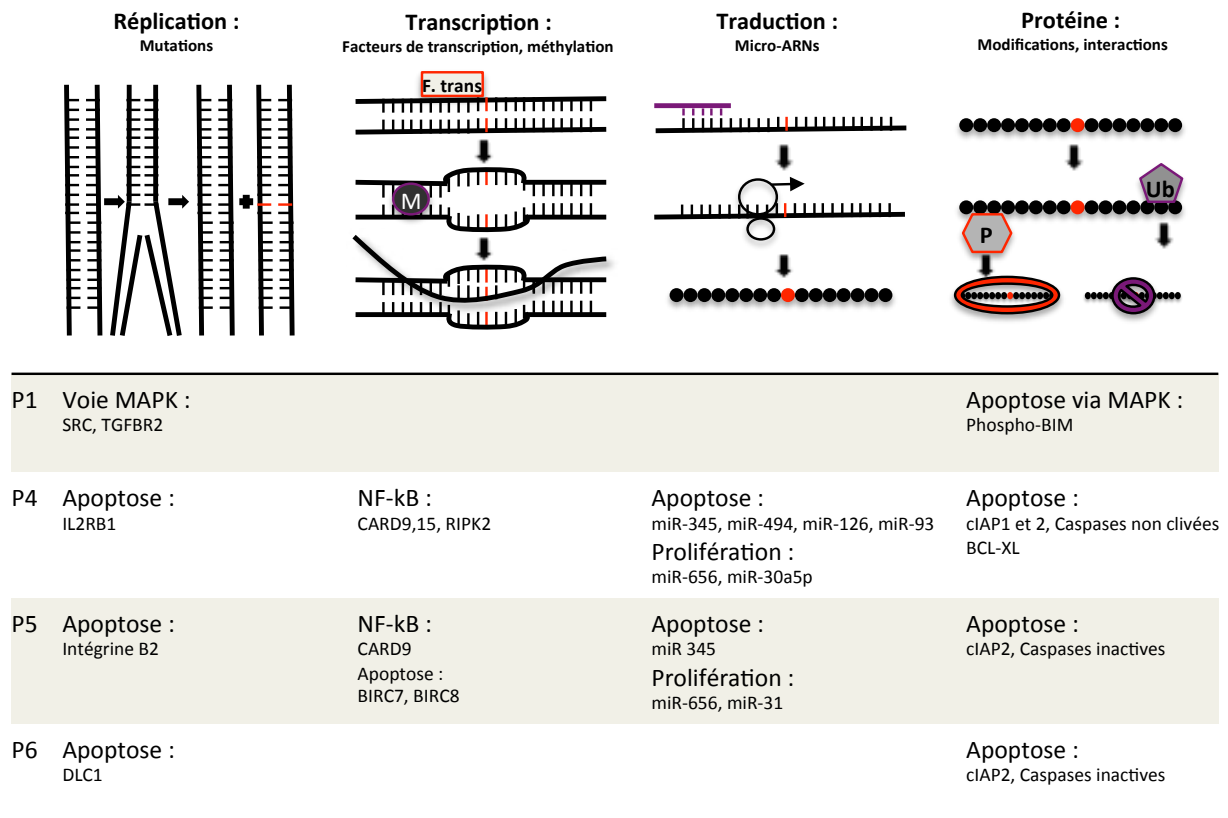 Réplication :
Mutations
Transcription :
Facteurs de transcription, méthylation
Traduction :
Micro-ARNs
Protéine :
Modifications, interactions
F. trans
M
Ub
P
P1 Voie MAPK : Apoptose via MAPK :
SRC, TGFBR2 Phospho-BIM
P4 Apoptose : NF-kB : Apoptose : Apoptose :
IL2RB1 CARD9,15, RIPK2 miR-345, miR-494, miR-126, miR-93 cIAP1 et 2, Caspases non clivées
Prolifération : BCL-XL
miR-656, miR-30a5p
P5 Apoptose : NF-kB : Apoptose : Apoptose :
Intégrine B2 CARD9 miR 345 cIAP2, Caspases inactives
Apoptose : Prolifération :
BIRC7, BIRC8 miR-656, miR-31
P6 Apoptose : Apoptose :
DLC1 cIAP2, Caspases inactives